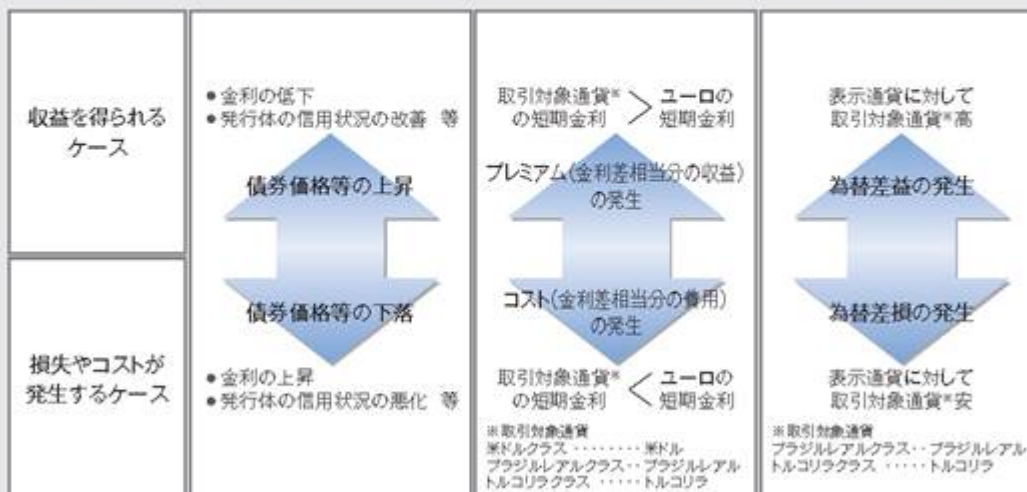 収益を得られる
ケース
● 金利の低下
● 発行体の信用状況の改善 等
債券価格等の上昇
取引対象通貨※
の短期金利
>
ユーロの
短期金利
プレミアム(金利差相当分の収益)
の発生
表示通貨に対して
取引対象通貨※高
為替差益の発生
損失やコストが
発生するケース
債券価格等の下落
● 金利の上昇
● 発行体の信用状況の悪化 等
コスト(金利差相当分の費用)
の発生
取引対象通貨※
の短期金利
<
ユーロの
短期金利
※取引対象通貨
米ドルクラス ········ 米ドル
ブラジルレアルクラス ·· ブラジルレアル
トルコリラクラス ····· トルコリラ
為替差損の発生
表示通貨に対して
取引対象通貨※安
※取引対象通貨
ブラジルレアルクラス ·· ブラジルレアル
トルコリラクラス ····· トルコリラ